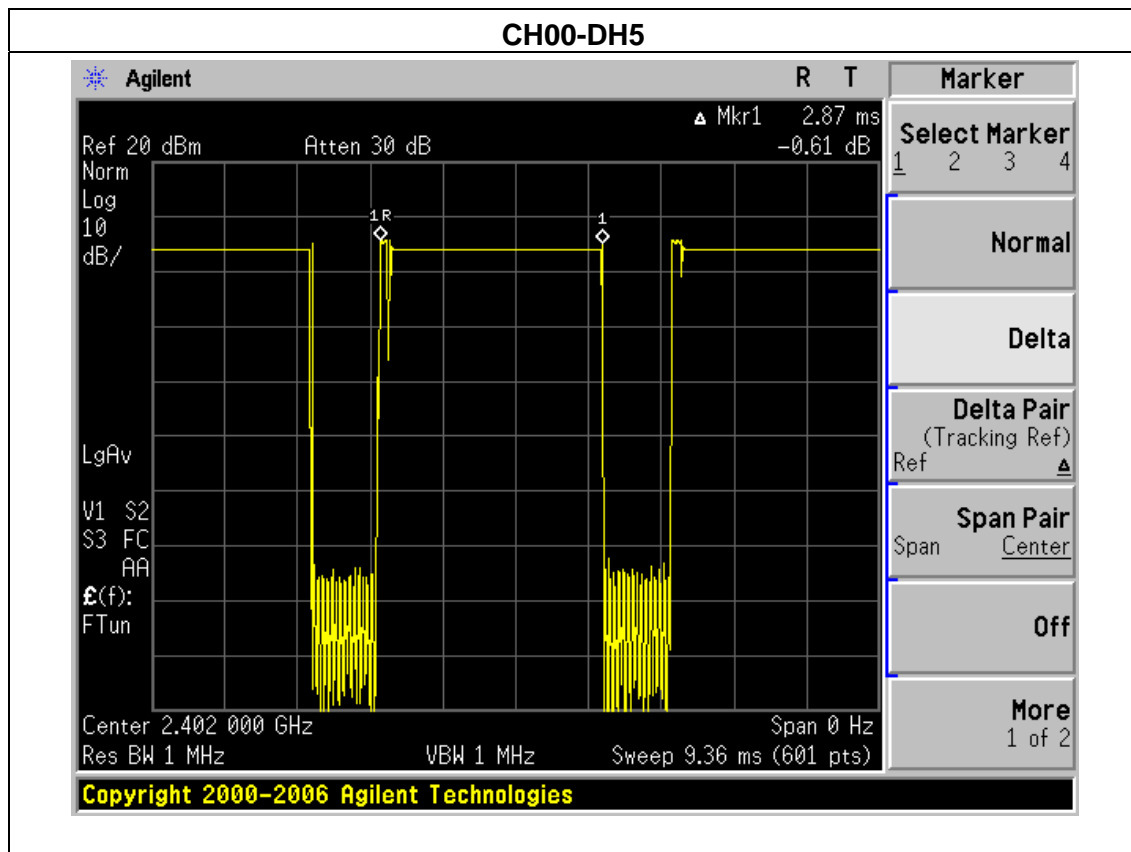 CH00-DH5
Agilent R T
Δ Mkr1 2.87 ms
Ref 20 dBm Atten 30 dB -0.61 dB
Norm
Log
10
dB/
1R
1
LgAv
V1 S2
S3 FC
AA
£(f):
FTun
Center 2.402 000 GHz Span 0 Hz
Res BW 1 MHz VBW 1 MHz Sweep 9.36 ms (601 pts)
Marker
Select Marker
1 2 3 4
Normal
Delta
Delta Pair
(Tracking Ref)
Ref Δ
Span Pair
Span Center
Off
More
1 of 2
Copyright 2000-2006 Agilent Technologies